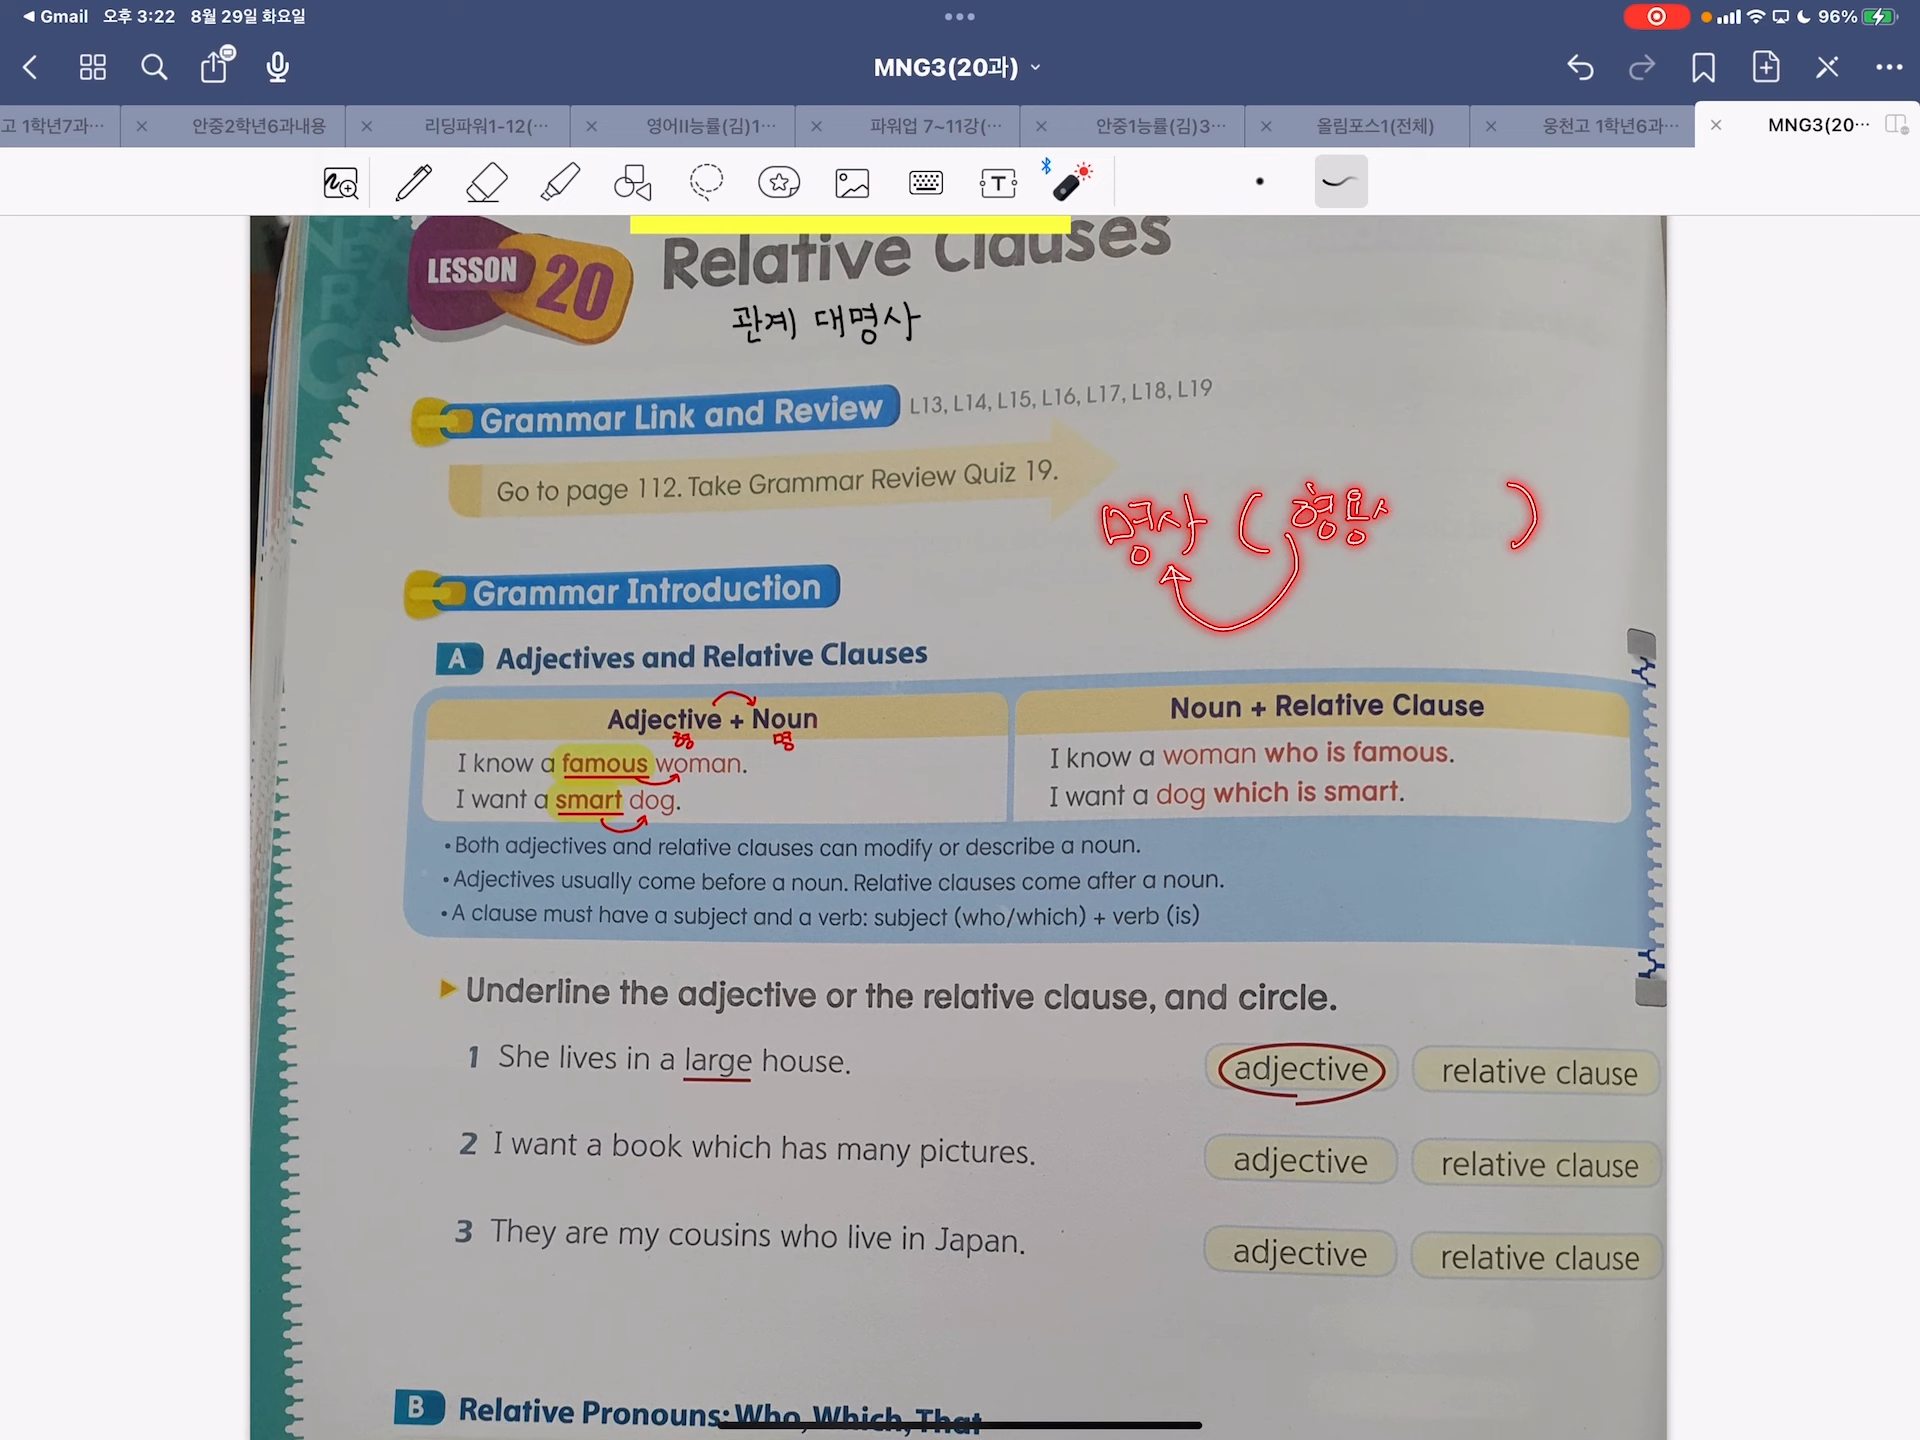 Gmail 오후 3:22 8월 29일 화요일
96%
MNG3(20과)
고 1학년7과···
안중2학년6과내용
리딩파워1-12(···
영어II능률(김)1···
파워업 7~11강(···
안중1능률(김)3···
올림포스1(전체)
웅천고 1학년6과···
MNG3(20···
LESSON 20
Relative Clauses
관계 대명사
Grammar Link and Review L13, L14, L15, L16, L17, L18, L19
Go to page 112. Take Grammar Review Quiz 19.
명사 ( 형용사 )
Grammar Introduction
A Adjectives and Relative Clauses
Adjective + Noun
형 명
I know a famous woman.
I want a smart dog.
Noun + Relative Clause
I know a woman who is famous.
I want a dog which is smart.
• Both adjectives and relative clauses can modify or describe a noun.
• Adjectives usually come before a noun. Relative clauses come after a noun.
• A clause must have a subject and a verb: subject (who/which) + verb (is)
Underline the adjective or the relative clause, and circle.
1 She lives in a large house. adjective relative clause
2 I want a book which has many pictures. adjective relative clause
3 They are my cousins who live in Japan. adjective relative clause
B Relative Pronouns: Who, Which, That